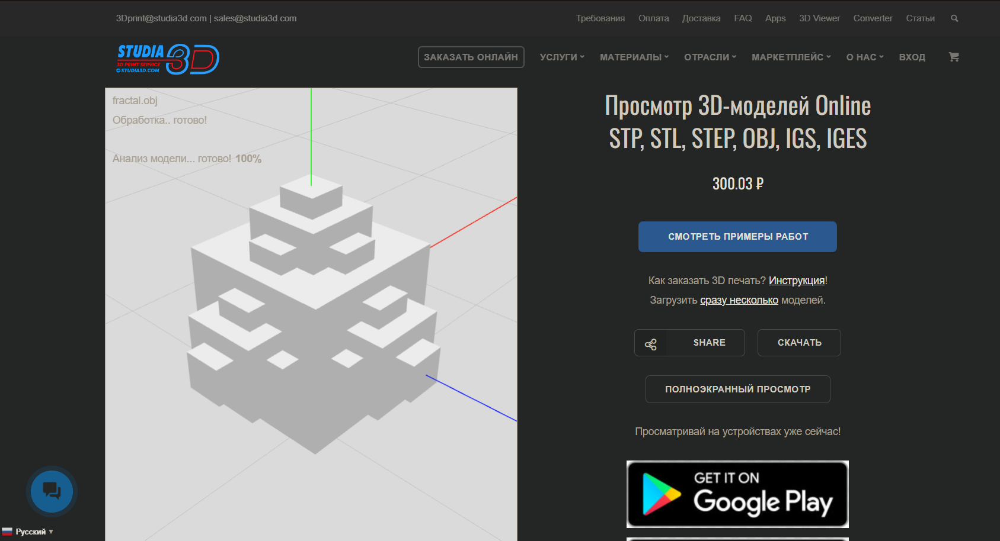 3Dprint@studia3d.com | sales@studia3d.com
Требования Оплата Доставка FAQ Apps 3D Viewer Converter Статьи
STUDIA 3D
3D PRINT SERVICE
STUDIA3D.COM
ЗАКАЗАТЬ ОНЛАЙН УСЛУГИ МАТЕРИАЛЫ ОТРАСЛИ МАРКЕТПЛЕЙС О НАС ВХОД
fractal.obj
Обработка.. готово!
Анализ модели... готово! 100%
Просмотр 3D-моделей Online
STP, STL, STEP, OBJ, IGS, IGES
300.03 ₽
СМОТРЕТЬ ПРИМЕРЫ РАБОТ
Как заказать 3D печать? Инструкция!
Загрузить сразу несколько моделей.
SHARE СКАЧАТЬ
ПОЛНОЭКРАННЫЙ ПРОСМОТР
Просматривай на устройствах уже сейчас!
GET IT ON
Google Play
Русский